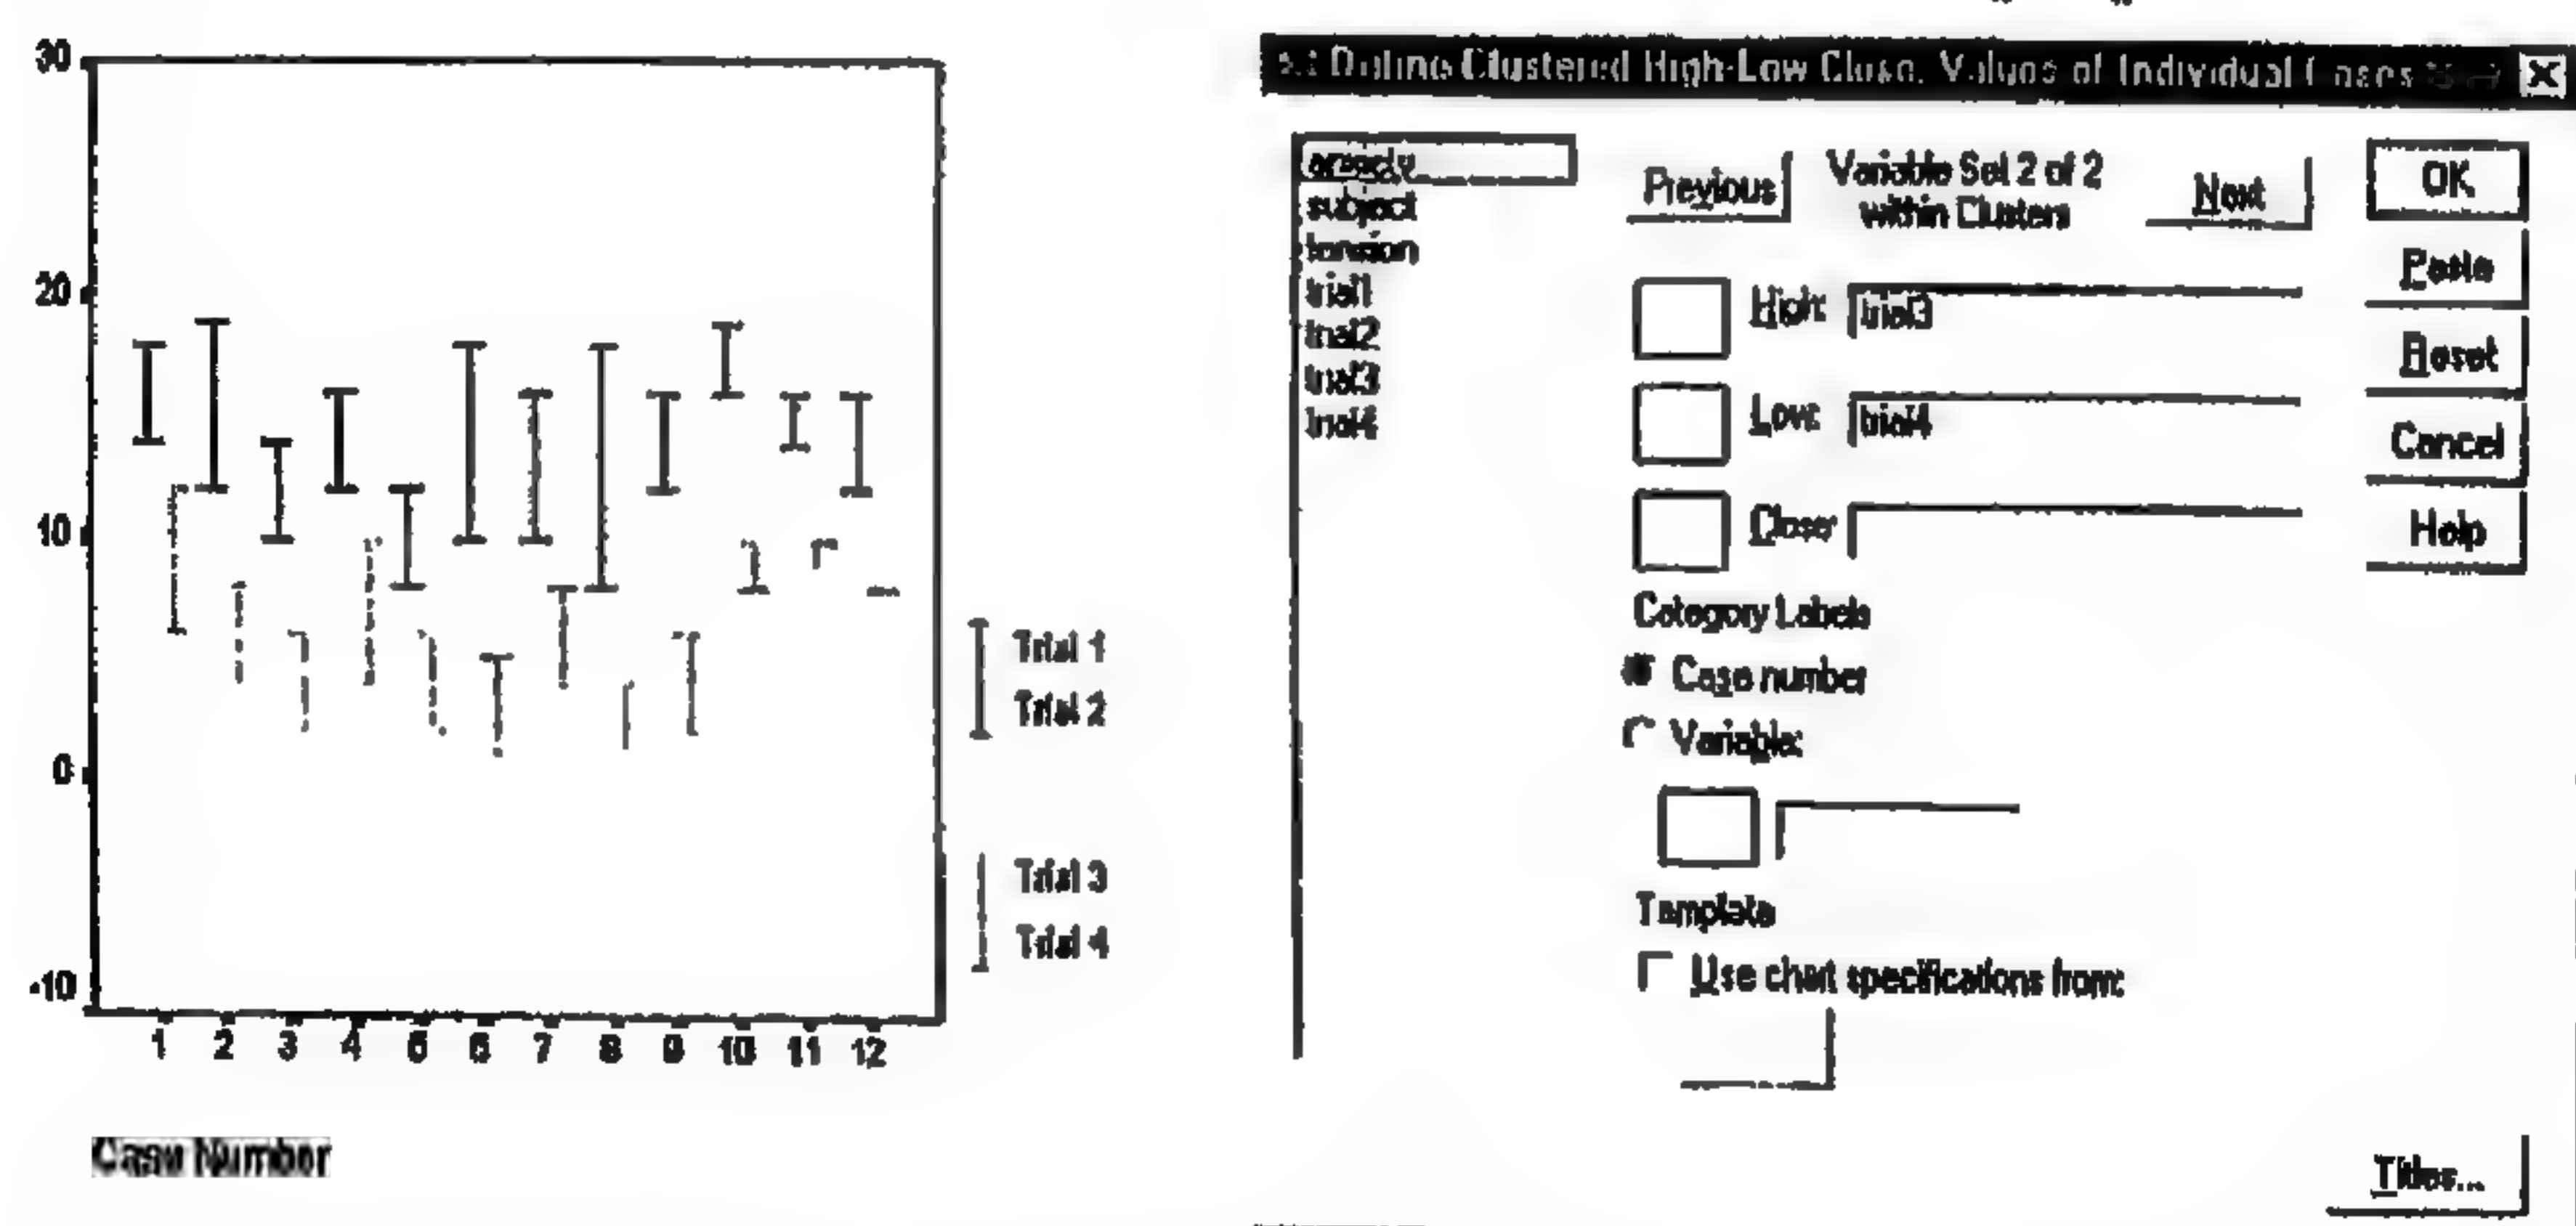 30
20
10
0
-10
1 2 3 4 5 6 7 8 9 10 11 12
Case Number
Trial 1
Trial 2
Trial 3
Trial 4
Define Clustered High-Low Close: Values of Individual Cases
anxiety
subject
tension
trial1
trial2
trial3
trial4
Previous
Variable Set 2 of 2
within Clusters
Next
High: trial3
Low: trial4
Close:
Category Labels
Case number
Variable:
Template
Use chart specifications from:
OK
Paste
Reset
Cancel
Help
Titles...